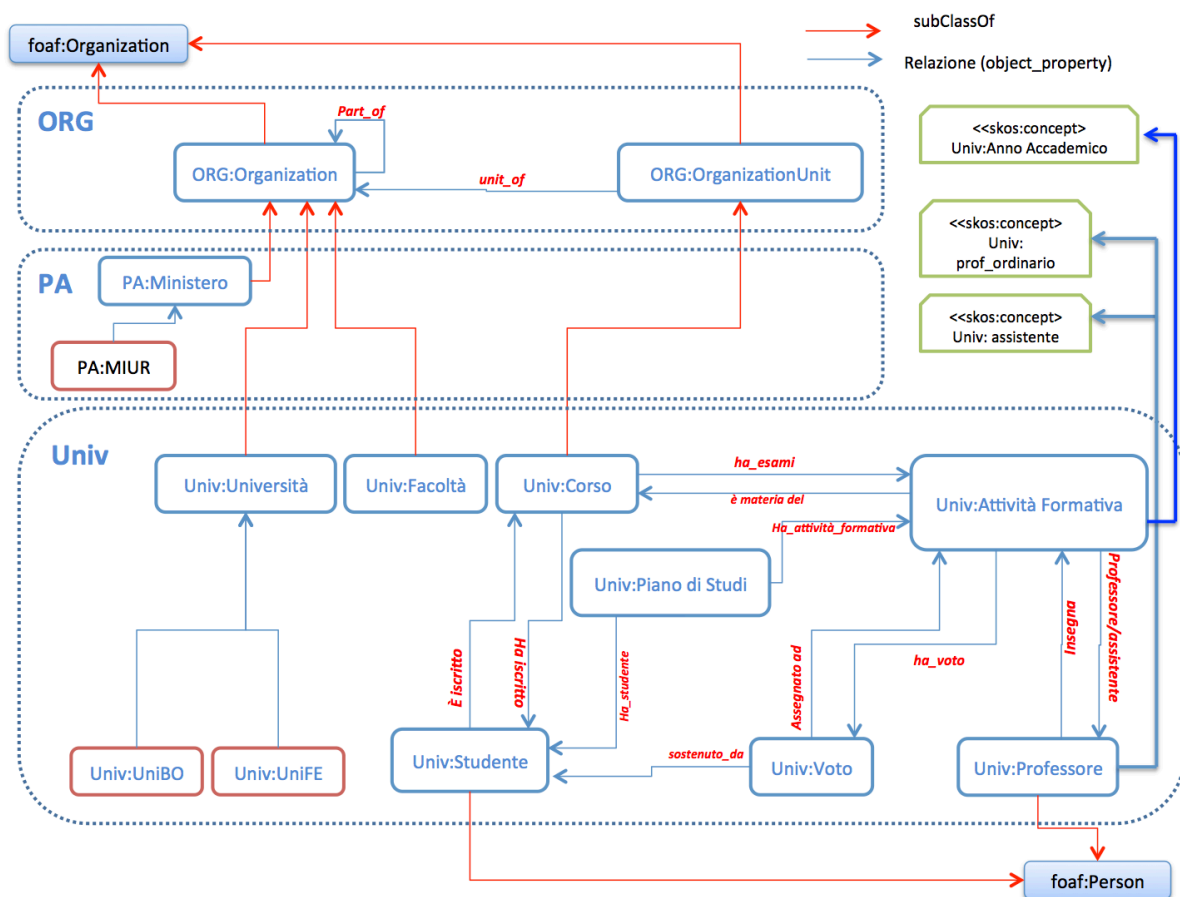 subClassOf
foaf:Organization
Relazione (object_property)
ORG
Part_of
<<skos:concept>
Univ:Anno Accademico
ORG:Organization
unit_of
ORG:OrganizationUnit
<<skos:concept>
Univ:
prof_ordinario
PA
PA:Ministero
<<skos:concept>
Univ: assistente
PA:MIUR
Univ
Univ:Università
Univ:Facoltà
Univ:Corso
ha_esami
è materia del
Univ:Attività Formativa
Ha_attività_formativa
Univ:Piano di Studi
È iscritto
Ha iscritto
Ha_studente
Assegnato ad
ha_voto
Insegna
Professore/assistente
Univ:UniBO
Univ:UniFE
Univ:Studente
sostenuto_da
Univ:Voto
Univ:Professore
foaf:Person